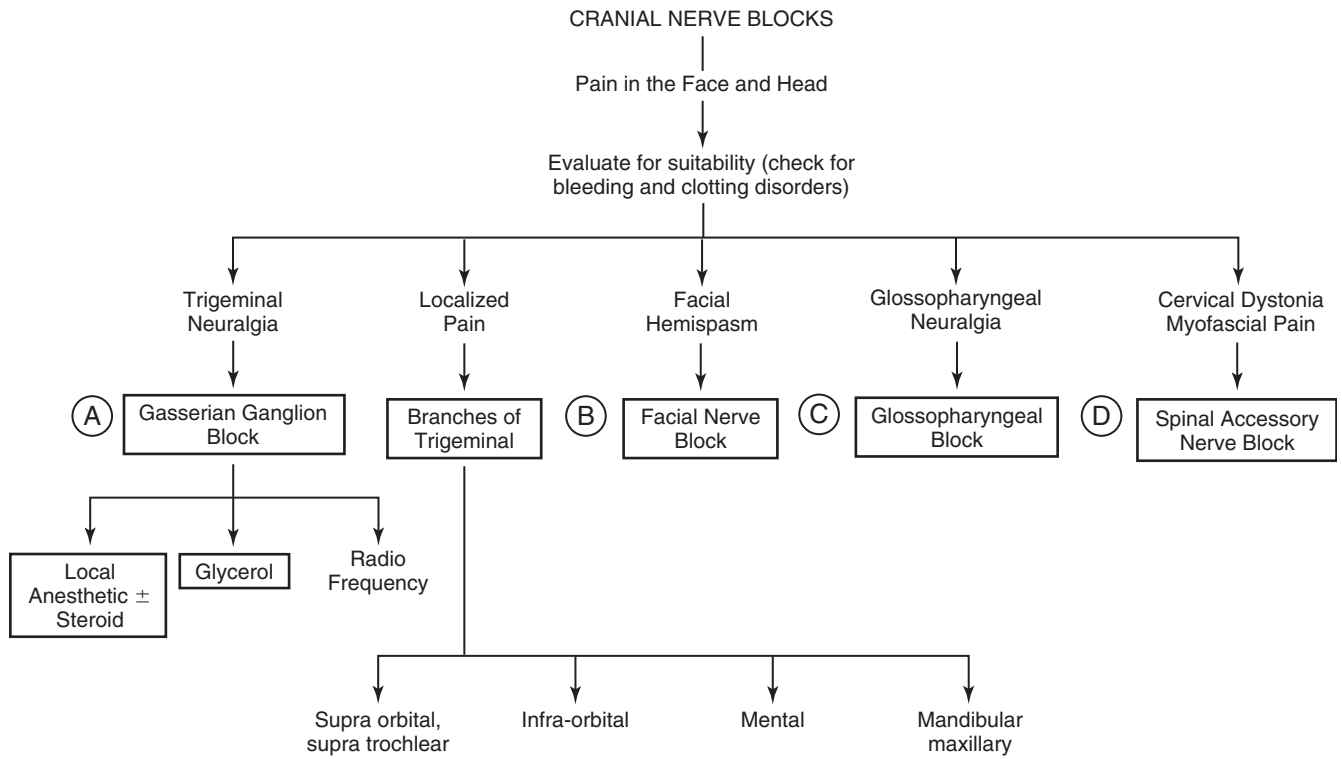 CRANIAL NERVE BLOCKS
Pain in the Face and Head
Evaluate for suitability (check for
bleeding and clotting disorders)
Trigeminal
Neuralgia
Localized
Pain
Facial
Hemispasm
Glossopharyngeal
Neuralgia
Cervical Dystonia
Myofascial Pain
A
Gasserian Ganglion
Block
Branches of
Trigeminal
B
Facial Nerve
Block
C
Glossopharyngeal
Block
D
Spinal Accessory
Nerve Block
Local
Anesthetic ±
Steroid
Glycerol
Radio
Frequency
Supra orbital,
supra trochlear
Infra-orbital
Mental
Mandibular
maxillary